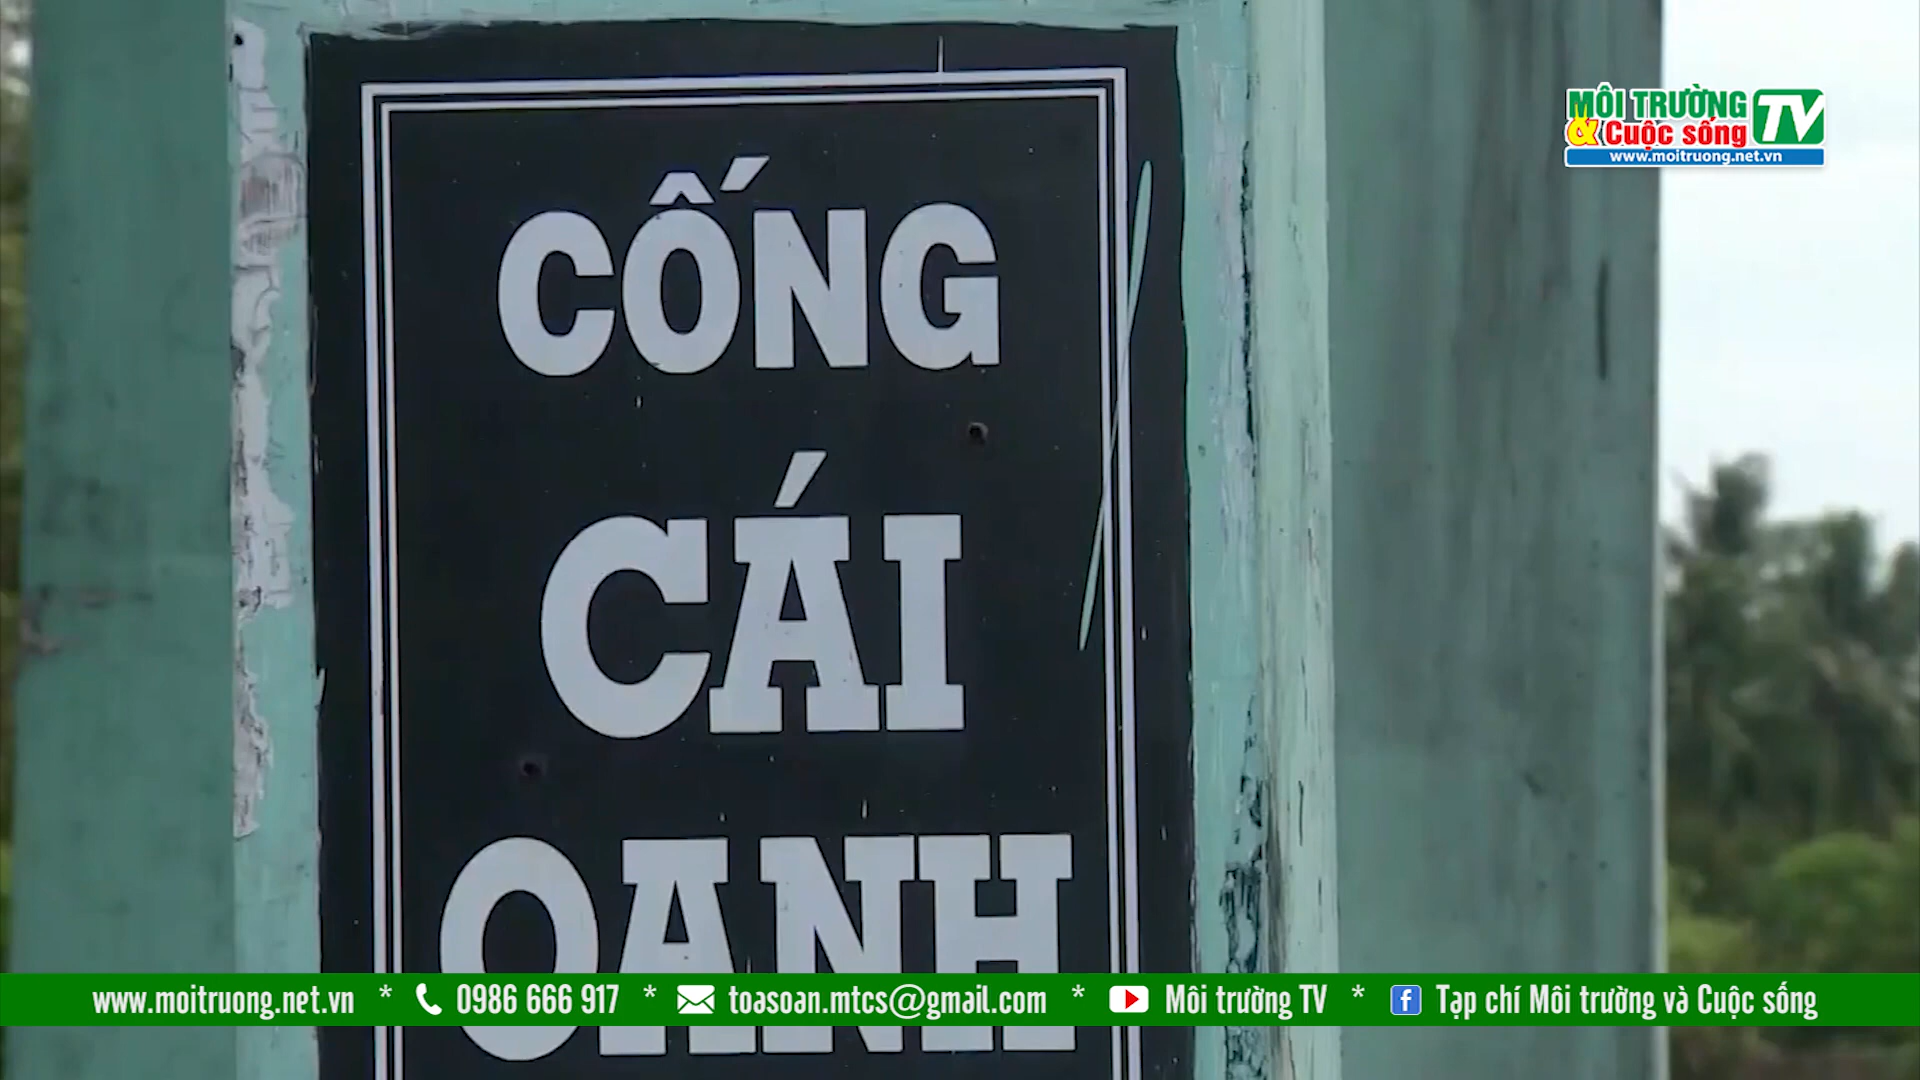 MÔI TRƯỜNG TV
& Cuộc sống
www.moitruong.net.vn
CỐNG
CÁI
OANH
www.moitruong.net.vn * 0986 666 917 * toasoan.mtcs@gmail.com * Môi trường TV * Tạp chí Môi trường và Cuộc sống